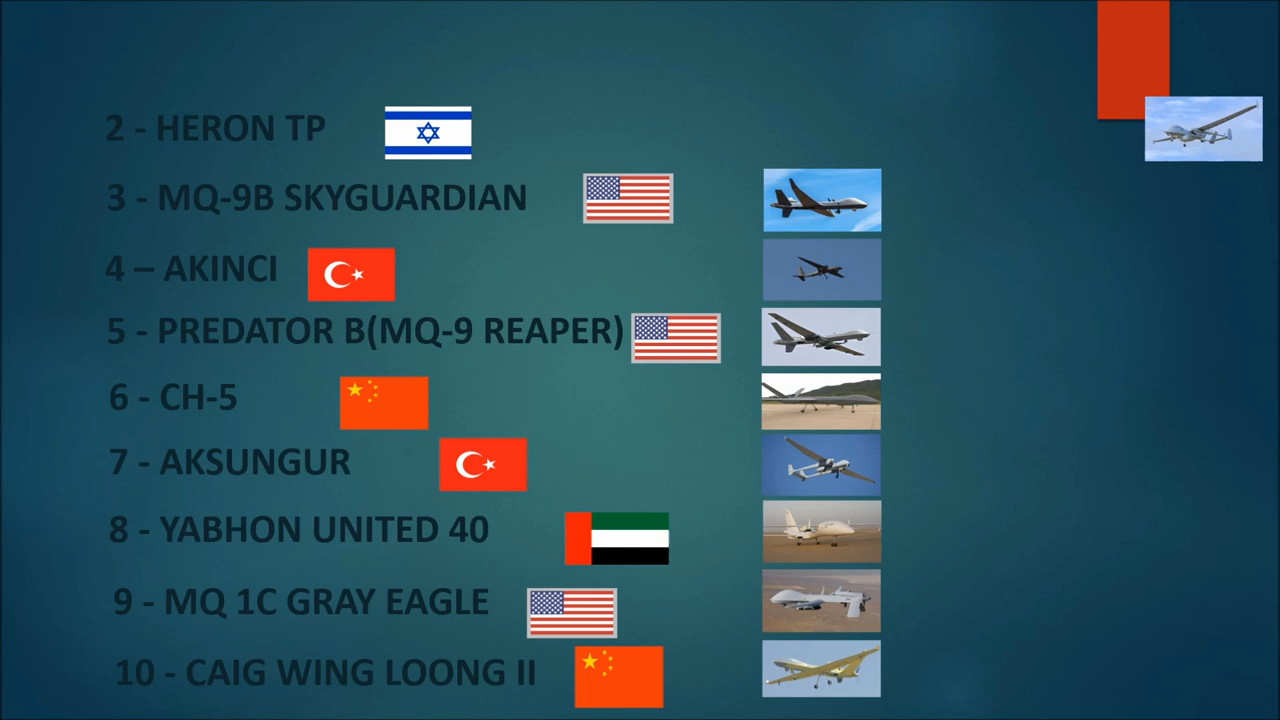 2 - HERON TP
3 - MQ-9B SKYGUARDIAN
4 – AKINCI
5 - PREDATOR B(MQ-9 REAPER)
6 - CH-5
7 - AKSUNGUR
8 - YABHON UNITED 40
9 - MQ 1C GRAY EAGLE
10 - CAIG WING LOONG II